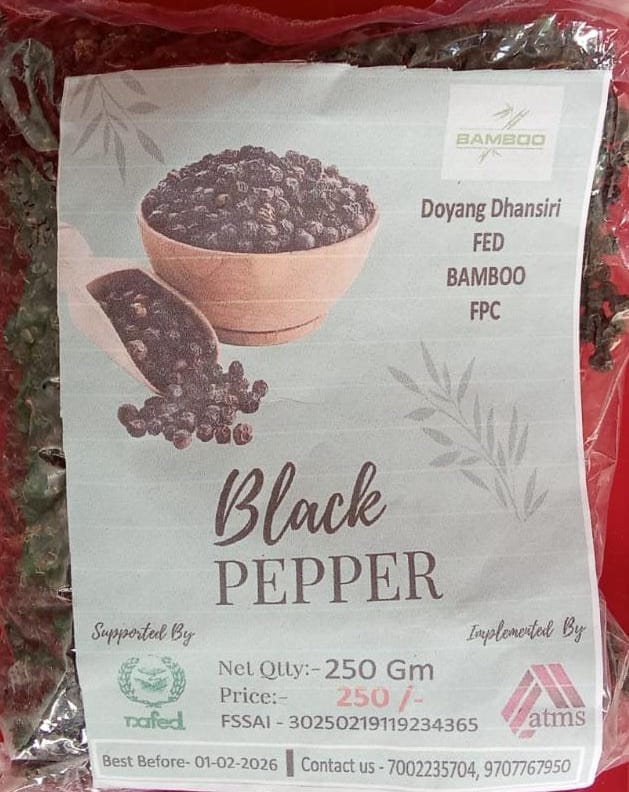 BAMBOO
Doyang Dhansiri
FED
BAMBOO
FPC
Black
PEPPER
Supported By
Implemented By
nafed
Net Qtty:- 250 Gm
Price:- 250 /-
FSSAI - 30250219119234365
atms
Best Before- 01-02-2026 | Contact us - 7002235704, 9707767950